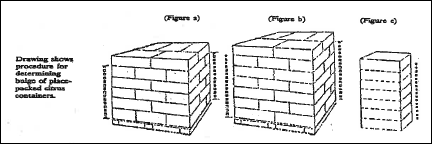 (Figure a)
(Figure b)
(Figure c)
Drawing shows
procedure for
determining
bulge of place-
packed citrus
containers.